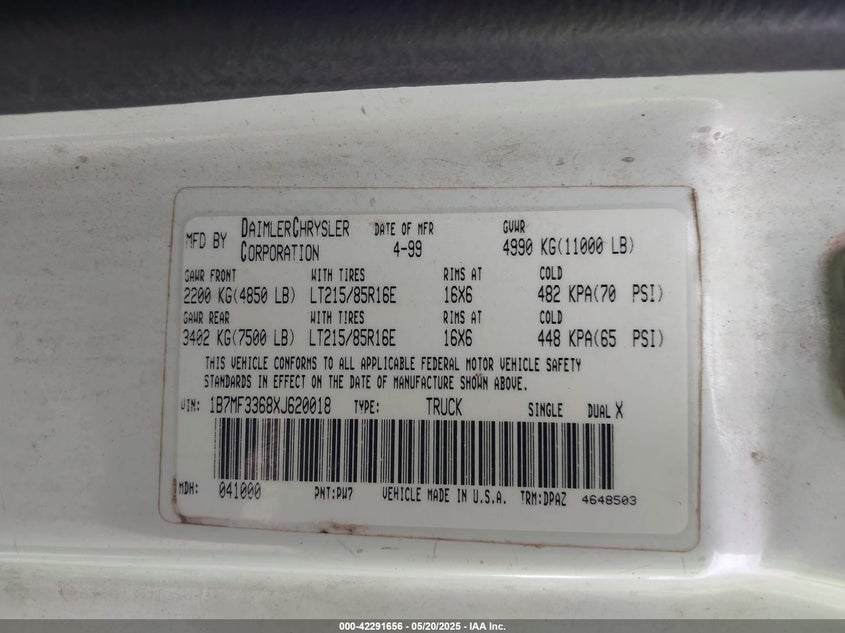 MFD BY DAIMLERCHRYSLER CORPORATION DATE OF MFR 4-99 GVWR 4990 KG(11000 LB)
GAWR FRONT WITH TIRES RIMS AT COLD
2200 KG(4850 LB) LT215/85R16E 16X6 482 KPA(70 PSI)
GAWR REAR WITH TIRES RIMS AT COLD
3402 KG(7500 LB) LT215/85R16E 16X6 448 KPA(65 PSI)
THIS VEHICLE CONFORMS TO ALL APPLICABLE FEDERAL MOTOR VEHICLE SAFETY
STANDARDS IN EFFECT ON THE DATE OF MANUFACTURE SHOWN ABOVE.
VIN: 1B7MF3368XJ620018 TYPE: TRUCK SINGLE DUAL X
MDH: 041000 PNT:PW7 VEHICLE MADE IN U.S.A. TRM:DPAZ 4648503
000-42291656 - 05/20/2025 - IAA Inc.